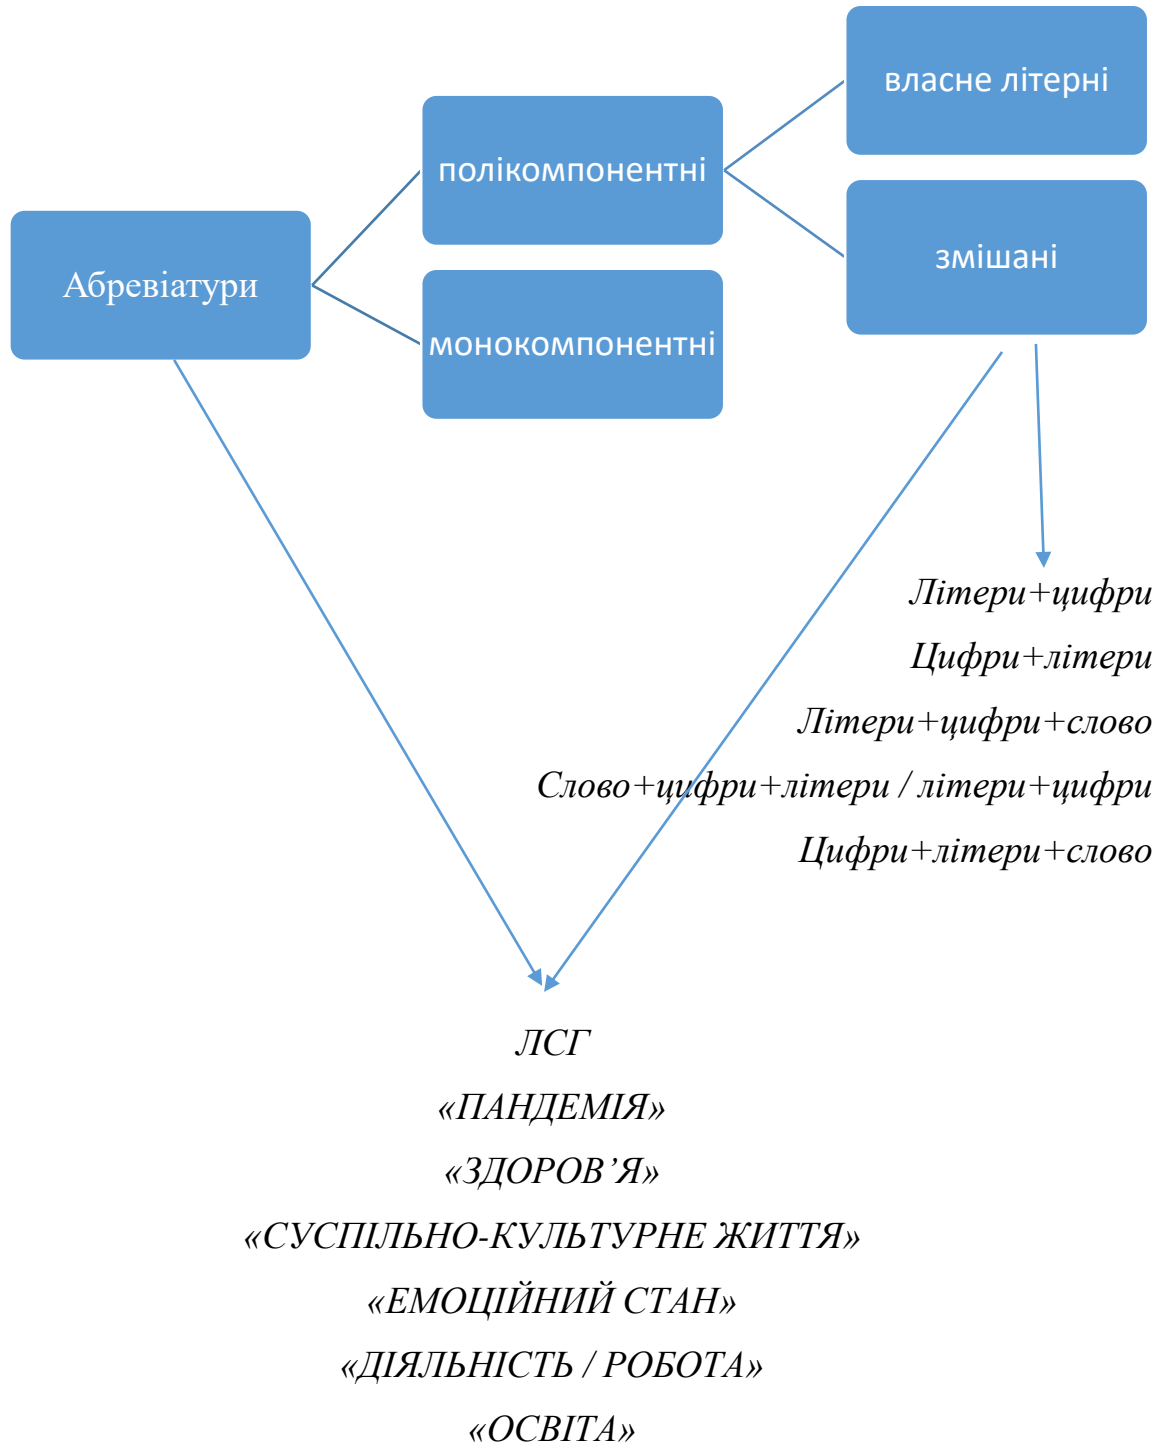 власне літерні
полікомпонентні
змішані
Абревіатури
монокомпонентні
Літери+цифри
Цифри+літери
Літери+цифри+слово
Слово+цифри+літери / літери+цифри
Цифри+літери+слово
ЛСГ
«ПАНДЕМІЯ»
«ЗДОРОВ’Я»
«СУСПІЛЬНО-КУЛЬТУРНЕ ЖИТТЯ»
«ЕМОЦІЙНИЙ СТАН»
«ДІЯЛЬНІСТЬ / РОБОТА»
«ОСВІТА»